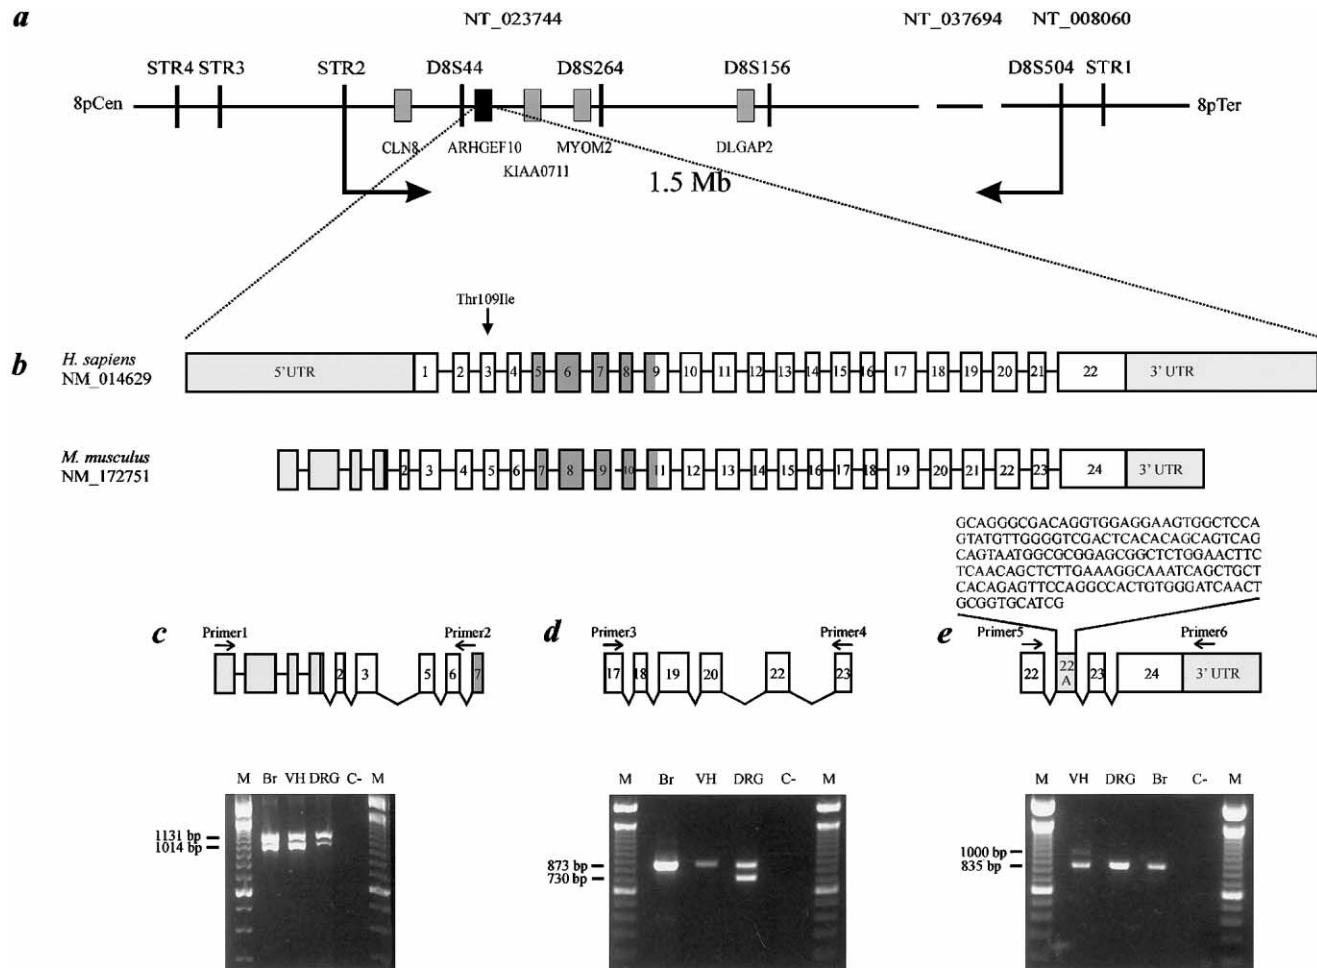 a
NT_023744 NT_037694 NT_008060
STR4 STR3 STR2 D8S44 D8S264 D8S156 D8S504 STR1
8pCen 8pTer
CLN8 ARHGEF10 MYOM2 DLGAP2
KIAA0711
1.5 Mb
Thr109Ile
b
H. sapiens
NM_014629
5'UTR 1 2 3 4 5 6 7 8 9 10 11 12 13 14 15 16 17 18 19 20 21 22 3' UTR
M. musculus
NM_172751
2 3 4 5 6 7 8 9 10 11 12 13 14 15 16 17 18 19 20 21 22 23 24 3' UTR
GCAGGGCGACAGGTGGAGGAAGTGGCTCCA
GTATGTTGGGGTCGACTCACACAGCAGTCAG
CAGTAATGGCGCGGAGCGGCTCTGGAACTTC
TCAACAGCTCTTGAAAGGCAAATCAGCTGCT
CACAGAGTTCCAGGCCACTGTGGGATCAACT
GCGGTGCATCG
c
Primer1 Primer2
2 3 5 6 7
M Br VH DRG C- M
1131 bp
1014 bp
d
Primer3 Primer4
17 18 19 20 22 23
M Br VH DRG C- M
873 bp
730 bp
e
Primer5 Primer6
22 22A 23 24 3' UTR
M VH DRG Br C- M
1000 bp
835 bp